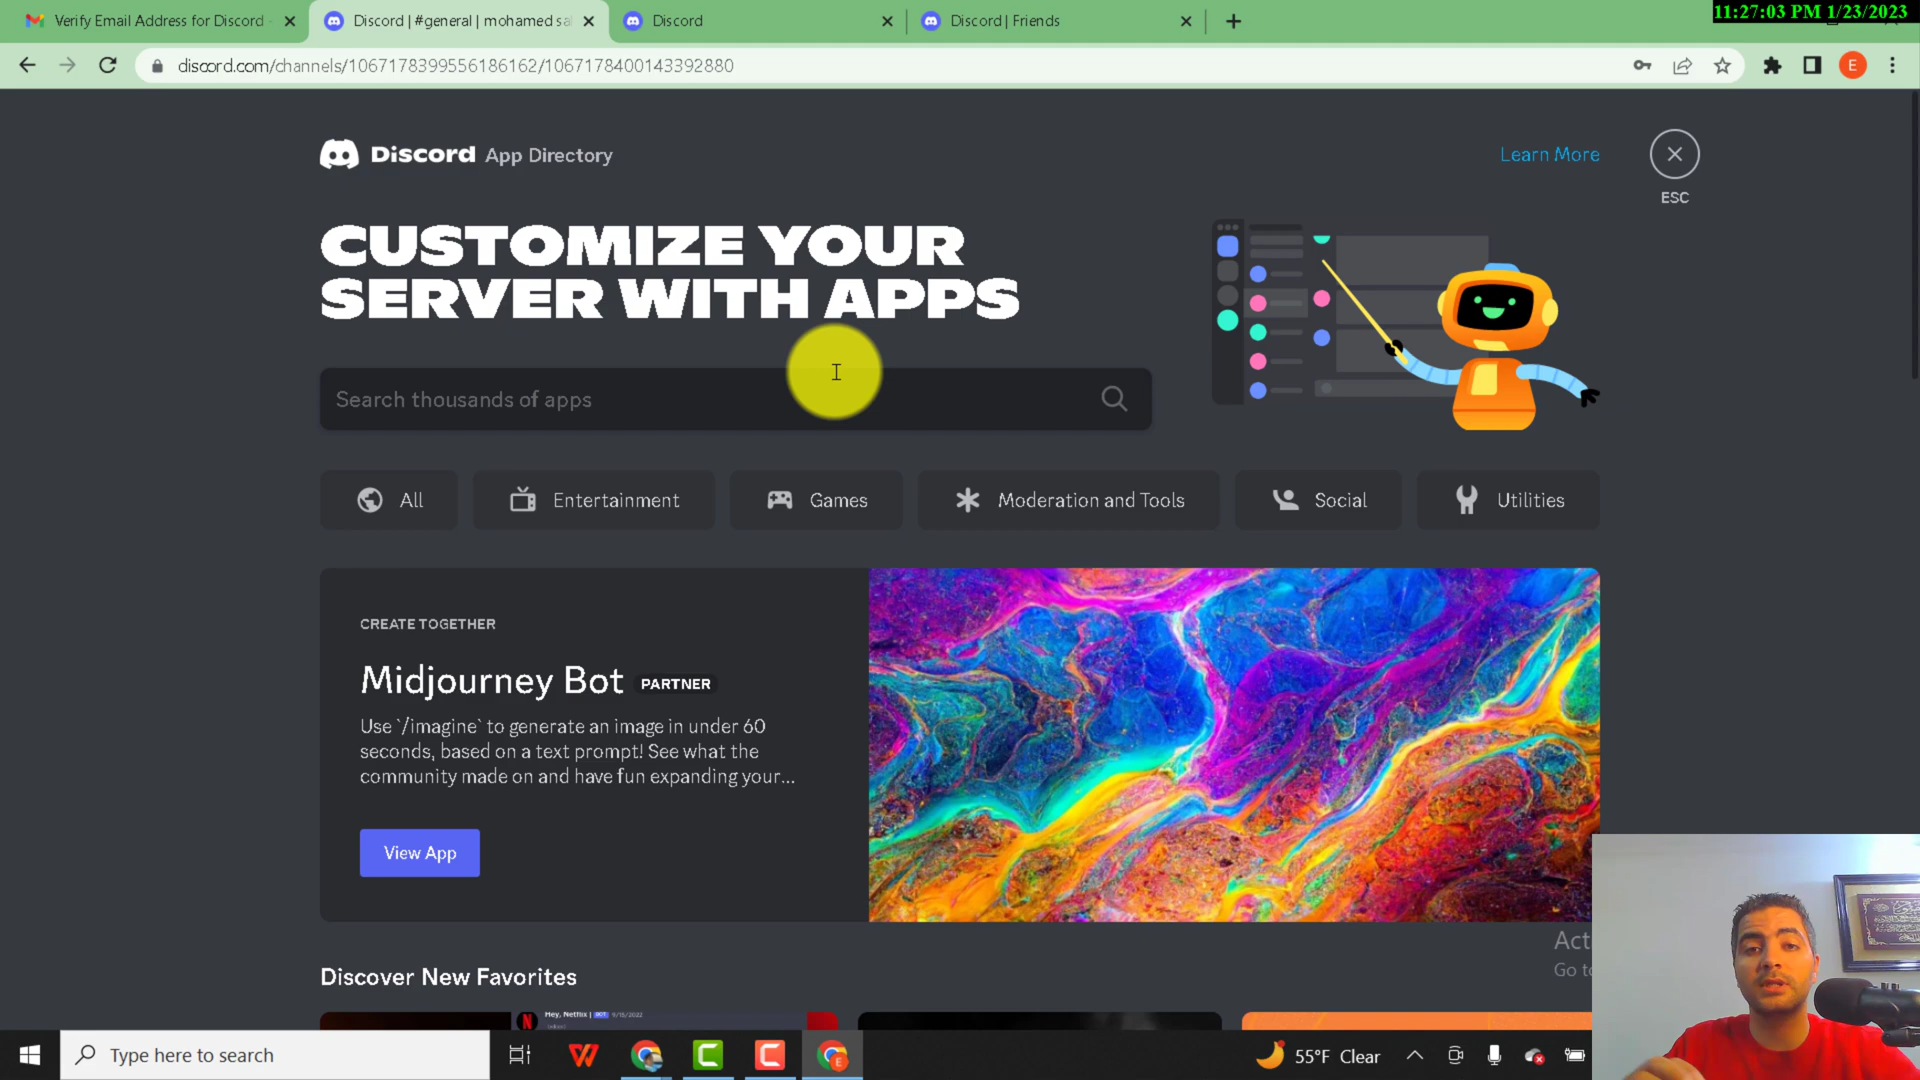 11:27:03 PM 1/23/2023
Verify Email Address for Discord -
Discord | #general | mohamed sa
Discord
Discord | Friends
discord.com/channels/1067178399556186162/1067178400143392880
E
Discord App Directory
Learn More
ESC
CUSTOMIZE YOUR
SERVER WITH APPS
Search thousands of apps
All
Entertainment
Games
Moderation and Tools
Social
Utilities
CREATE TOGETHER
Midjourney Bot PARTNER
Use `/imagine` to generate an image in under 60
seconds, based on a text prompt! See what the
community made on and have fun expanding your...
View App
Act
Go to
Discover New Favorites
Hey, Netflix | BOT 9/15/2022
Type here to search
55°F Clear